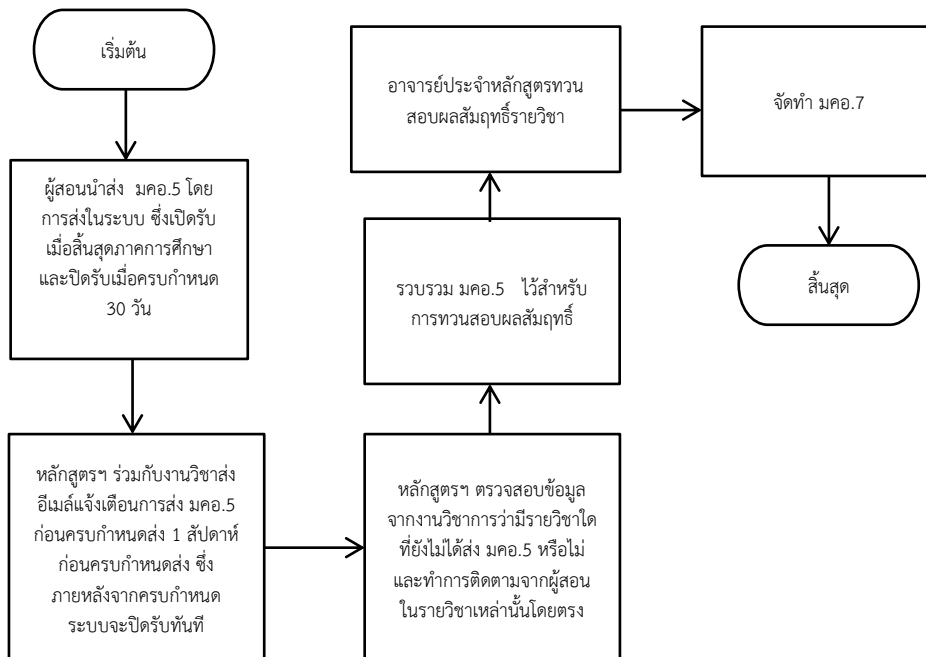 เริ่มต้น
ผู้สอนนำส่ง มคอ.5 โดย
การส่งในระบบ ซึ่งเปิดรับ
เมื่อสิ้นสุดภาคการศึกษา
และปิดรับเมื่อครบกำหนด
30 วัน
หลักสูตรฯ ร่วมกับงานวิชาส่ง
อีเมล์แจ้งเตือนการส่ง มคอ.5
ก่อนครบกำหนดส่ง 1 สัปดาห์
ก่อนครบกำหนดส่ง ซึ่ง
ภายหลังจากครบกำหนด
ระบบจะปิดรับทันที
หลักสูตรฯ ตรวจสอบข้อมูล
จากงานวิชาการว่ามีรายวิชาใด
ที่ยังไม่ได้ส่ง มคอ.5 หรือไม่
และทำการติดตามจากผู้สอน
ในรายวิชาเหล่านั้นโดยตรง
รวบรวม มคอ.5 ไว้สำหรับ
การทวนสอบผลสัมฤทธิ์
อาจารย์ประจำหลักสูตรทวน
สอบผลสัมฤทธิ์รายวิชา
จัดทำ มคอ.7
สิ้นสุด